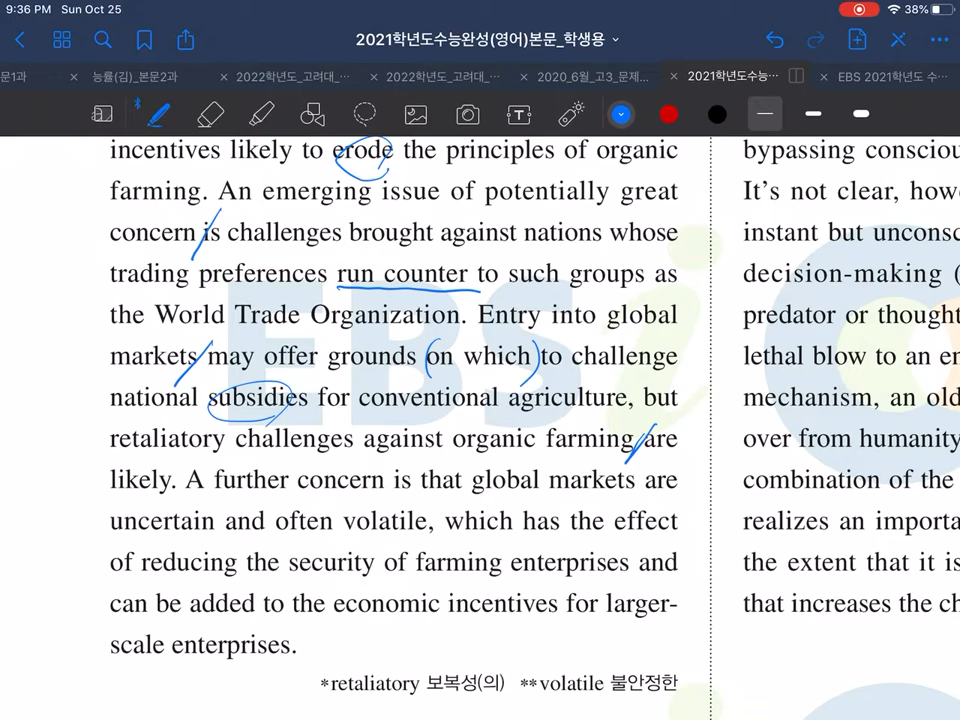 9:36 PM Sun Oct 25
38%
2021학년도수능완성(영어)본문_학생용
문1과
능률(김)_본문2과
2022학년도_고려대_…
2022학년도_고려대_…
2020_6월_고3_문제…
2021학년도수능…
EBS 2021학년도 수…
incentives likely to erode the principles of organic
farming. An emerging issue of potentially great
concern is challenges brought against nations whose
trading preferences run counter to such groups as
the World Trade Organization. Entry into global
markets may offer grounds on which to challenge
national subsidies for conventional agriculture, but
retaliatory challenges against organic farming are
likely. A further concern is that global markets are
uncertain and often volatile, which has the effect
of reducing the security of farming enterprises and
can be added to the economic incentives for larger-
scale enterprises.
*retaliatory 보복성(의) **volatile 불안정한
bypassing consciou
It's not clear, howe
instant but unconsc
decision-making (
predator or thought
lethal blow to an en
mechanism, an old
over from humanity
combination of the
realizes an importa
the extent that it is
that increases the ch
EBSi